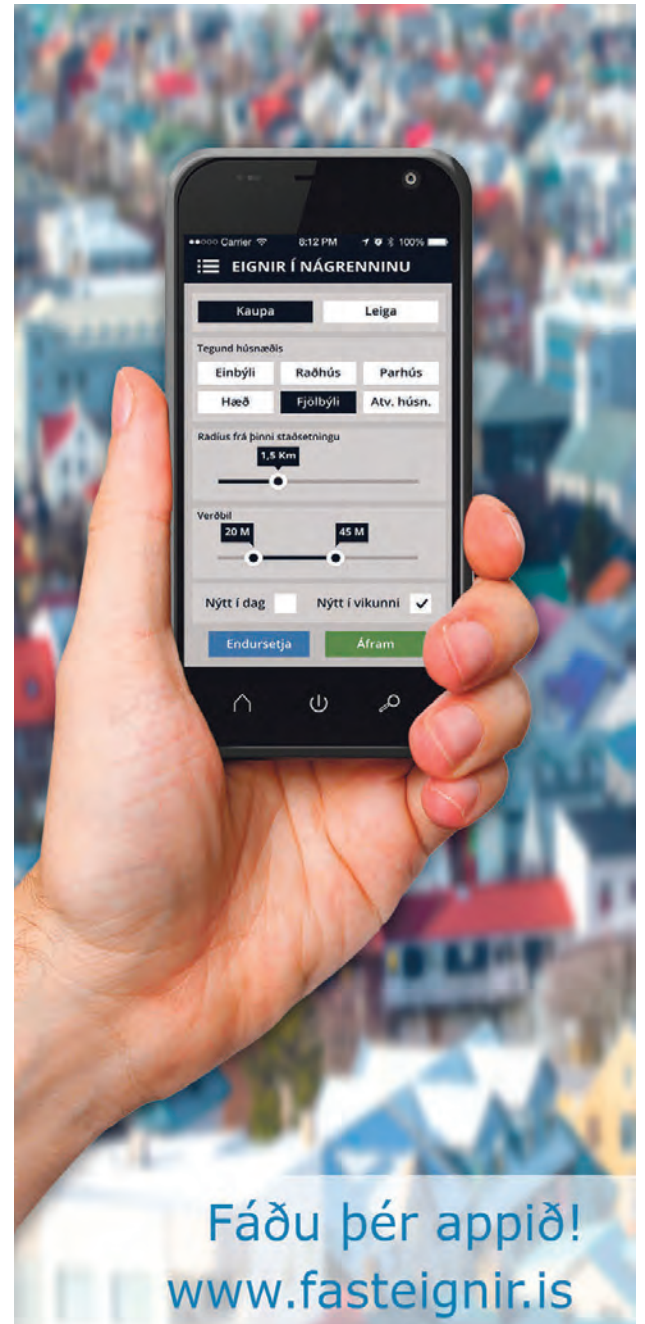 Carrier 8:12 PM 100%
EIGNIR Í NÁGRENNINU
Kaupa Leiga
Tegund húsnæðis
Einbýli Raðhús Parhús
Hæð Fjölbýli Atv. húsn.
Radíus frá þinni staðsetningu
1,5 Km
Verðbil
20 M 45 M
Nýtt í dag Nýtt í vikunni
Endursetja Áfram
Fáðu þér appið!
www.fasteignir.is